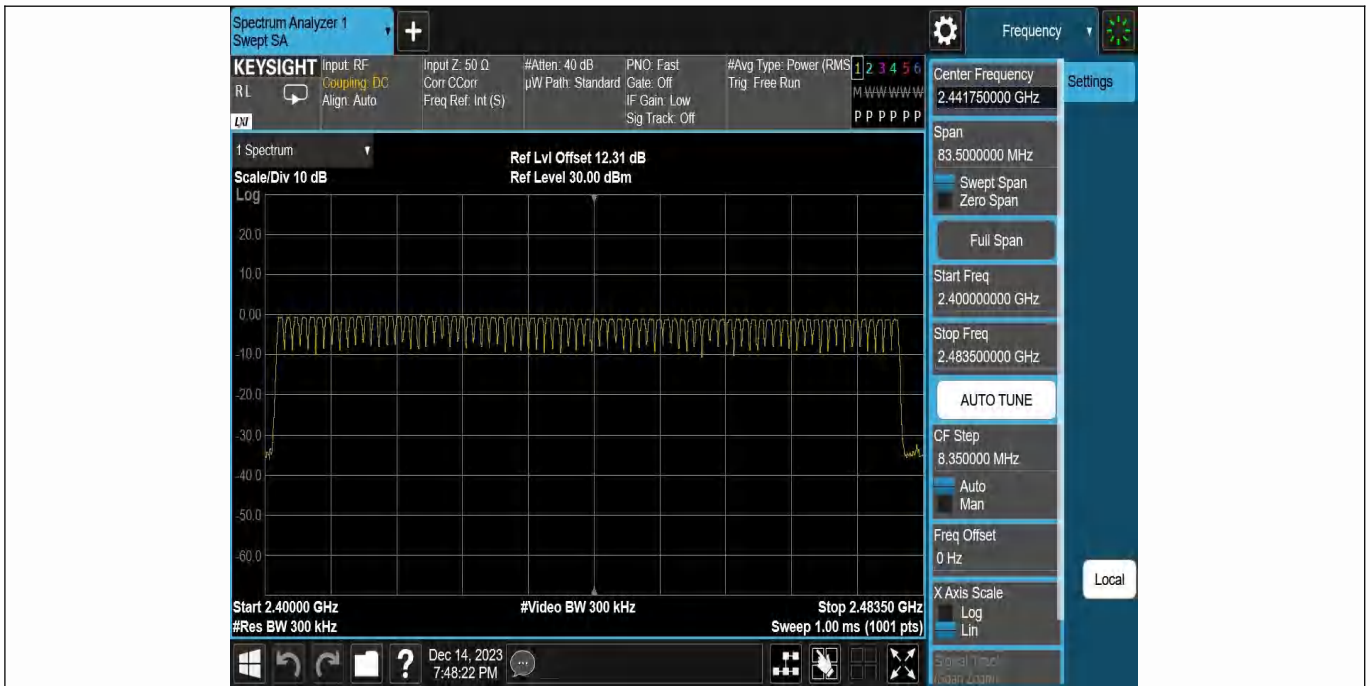 Spectrum Analyzer 1
Swept SA
+
Frequency
KEYSIGHT
RL
LXI
Input: RF
Coupling: DC
Align: Auto
Input Z: 50 Ω
Corr CCorr
Freq Ref: Int (S)
#Atten: 40 dB
µW Path: Standard
PNO: Fast
Gate: Off
IF Gain: Low
Sig Track: Off
#Avg Type: Power (RMS
Trig: Free Run
1 2 3 4 5 6
M W W W W W
P P P P P P
1 Spectrum
Scale/Div 10 dB
Ref Lvl Offset 12.31 dB
Ref Level 30.00 dBm
Log
20.0
10.0
0.00
-10.0
-20.0
-30.0
-40.0
-50.0
-60.0
Start 2.40000 GHz
#Res BW 300 kHz
#Video BW 300 kHz
Stop 2.48350 GHz
Sweep 1.00 ms (1001 pts)
Center Frequency
2.441750000 GHz
Settings
Span
83.5000000 MHz
Swept Span
Zero Span
Full Span
Start Freq
2.400000000 GHz
Stop Freq
2.483500000 GHz
AUTO TUNE
CF Step
8.350000 MHz
Auto
Man
Freq Offset
0 Hz
X Axis Scale
Log
Lin
Signal Track
(Span Zoom)
Local
?
Dec 14, 2023
7:48:22 PM